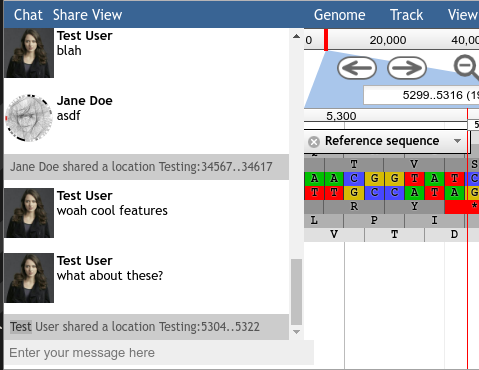 Chat Share View
Genome Track View
Test User
blah
Jane Doe
asdf
Jane Doe shared a location Testing:34567..34617
Test User
woah cool features
Test User
what about these?
Test User shared a location Testing:5304..5322
Enter your message here
0 20,000 40,00
5299..5316 (19
5,300
Reference sequence
T V S
A A C G G T A T C
T T G C C A T A G
R Y *
L P I
V T D